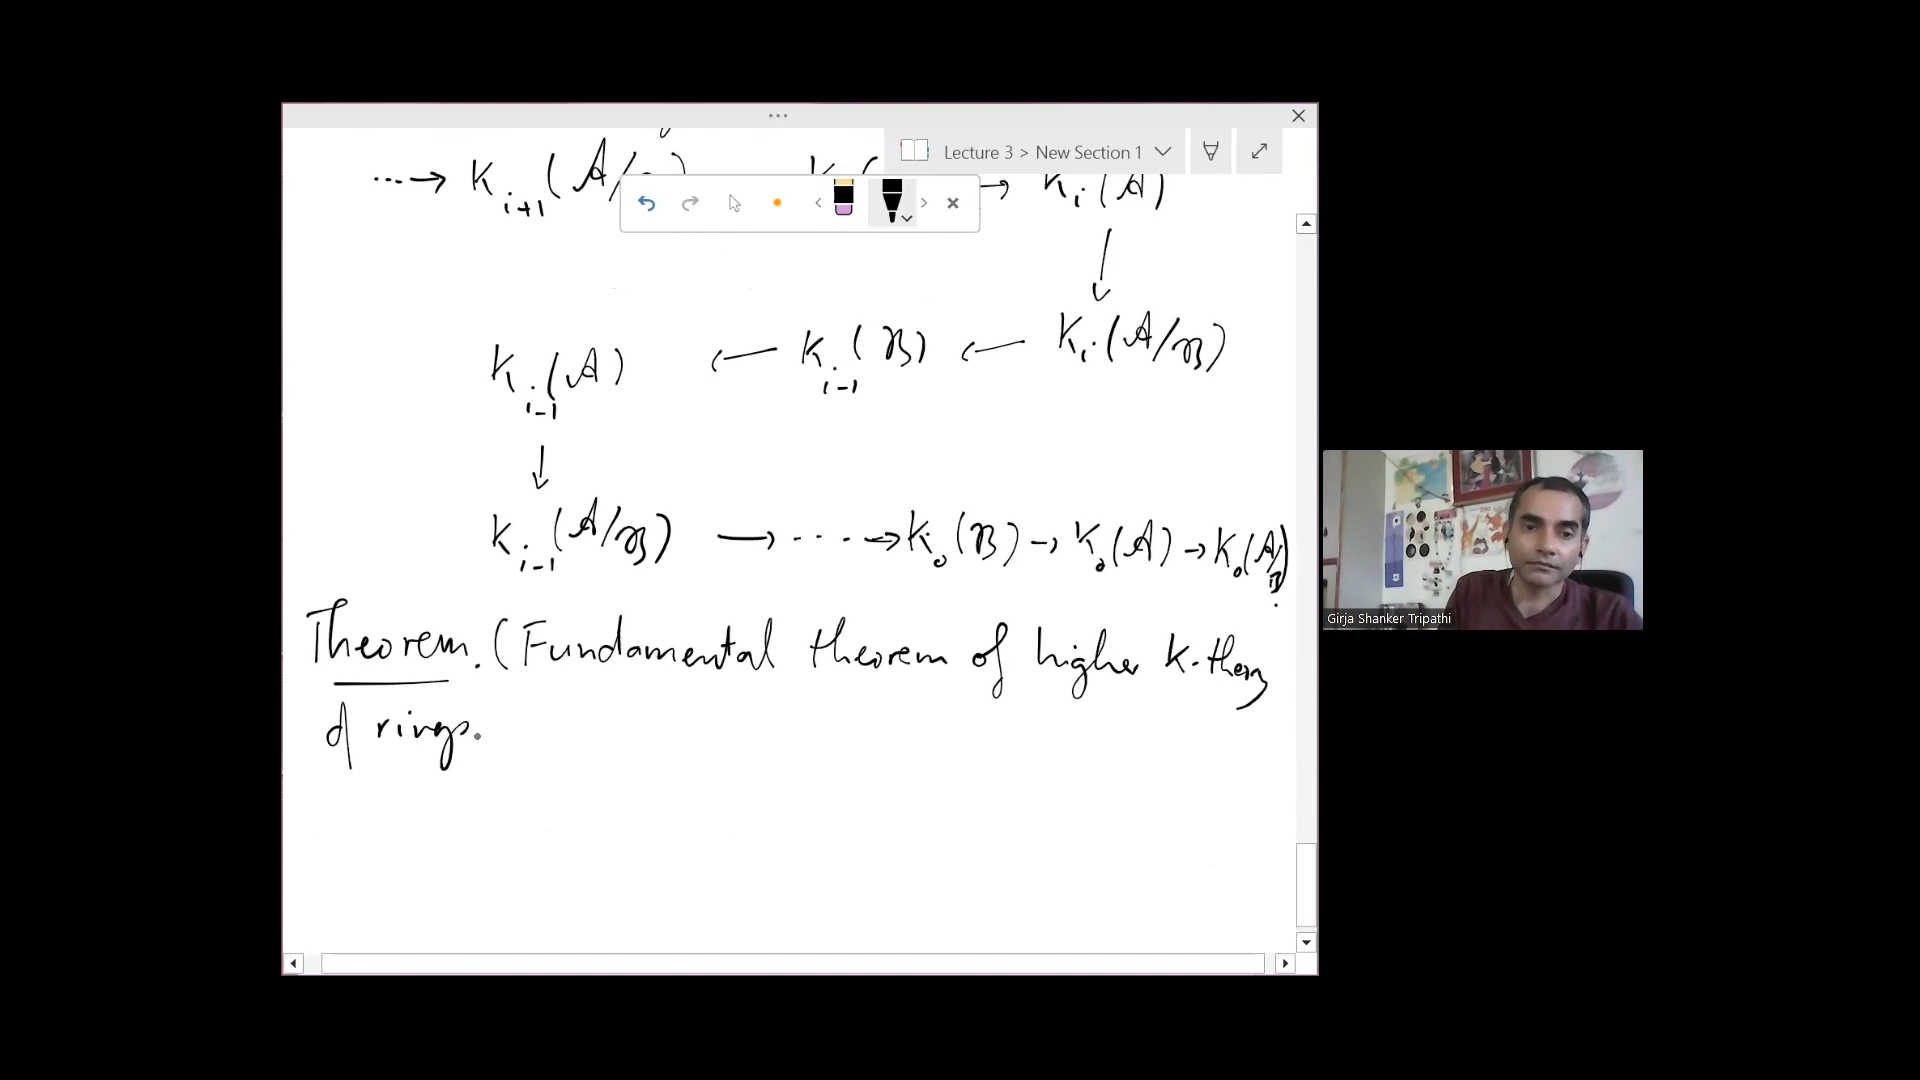 Lecture 3 > New Section 1
⋯→ K_{i+1}(𝒜/ → K_i(𝒜)
↓
K_{i-1}(𝒜) ← K_{i-1}(ℬ) ← K_i(𝒜/ℬ)
↓
K_{i-1}(𝒜/ℬ) → ⋯ → K_0(ℬ) → K_0(𝒜) → K_0(𝒜/ℬ).
Theorem. (Fundamental theorem of higher K-theory
of rings.
Girja Shanker Tripathi